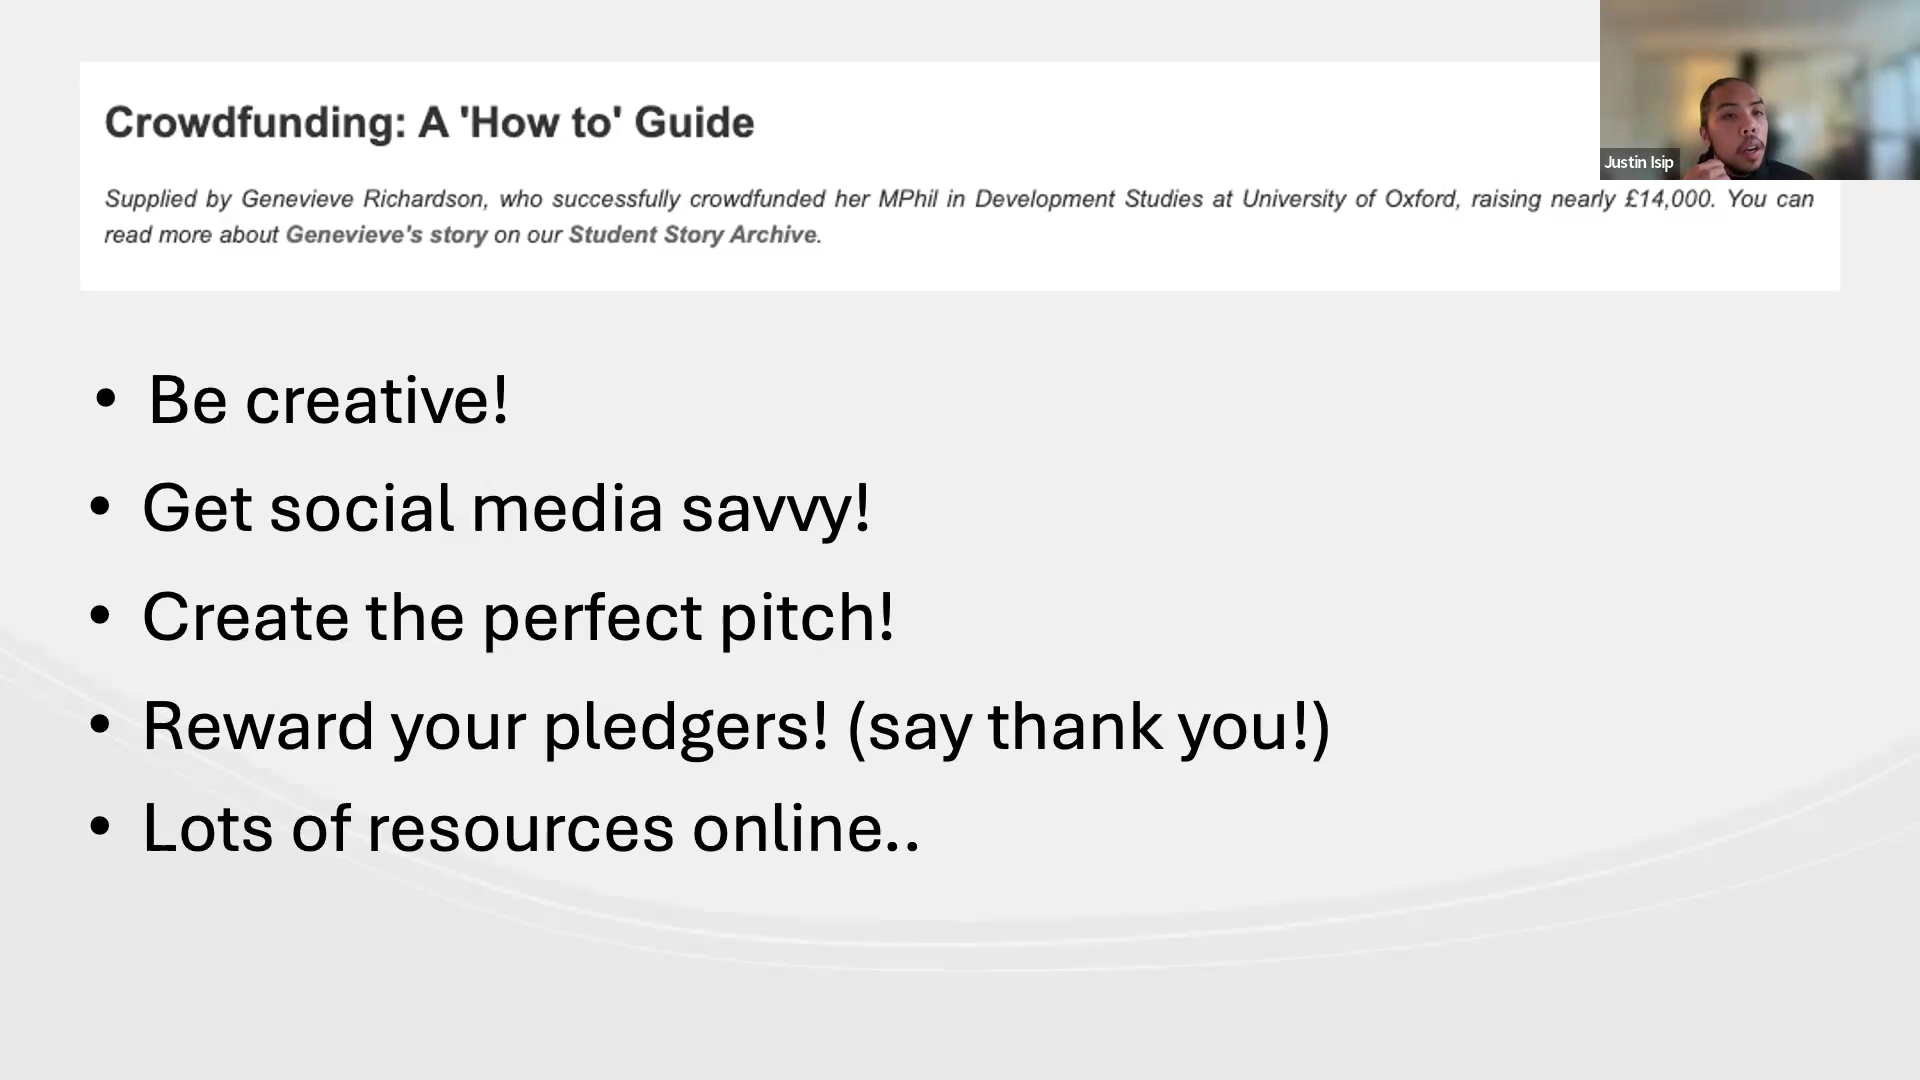 Crowdfunding: A 'How to' Guide
Justin Isip
Supplied by Genevieve Richardson, who successfully crowdfunded her MPhil in Development Studies at University of Oxford, raising nearly £14,000. You can
read more about Genevieve's story on our Student Story Archive.
• Be creative!
• Get social media savvy!
• Create the perfect pitch!
• Reward your pledgers! (say thank you!)
• Lots of resources online..